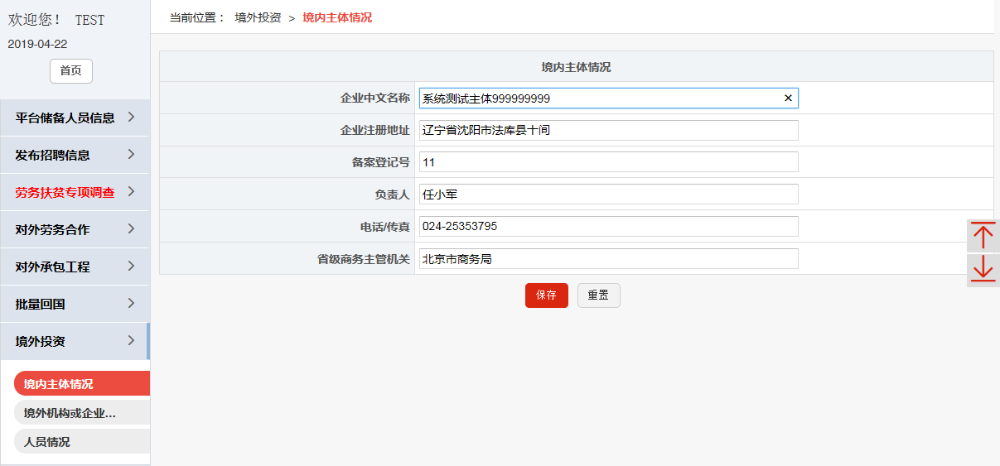 欢迎您！ TEST
2019-04-22
首页
平台储备人员信息
发布招聘信息
劳务扶贫专项调查
对外劳务合作
对外承包工程
批量回国
境外投资
境内主体情况
境外机构或企业...
人员情况
当前位置： 境外投资 > 境内主体情况
境内主体情况
企业中文名称 系统测试主体999999999 ×
企业注册地址 辽宁省沈阳市法库县十间
备案登记号 11
负责人 任小军
电话/传真 024-25353795
省级商务主管机关 北京市商务局
保存 重置